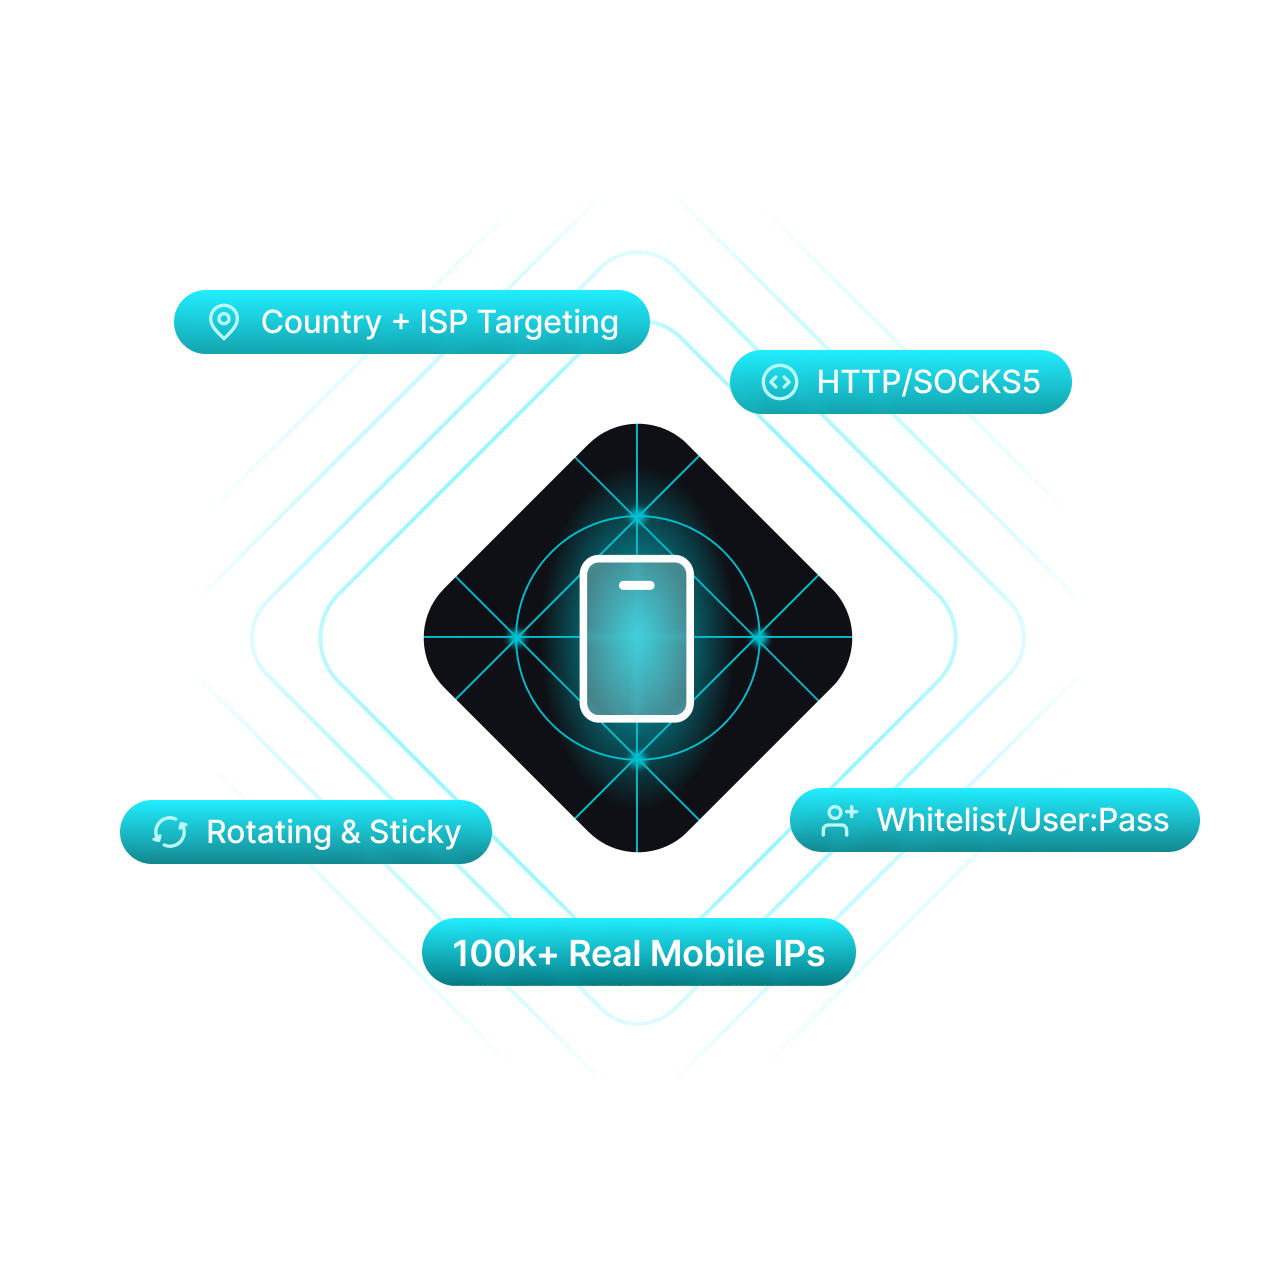 Country + ISP Targeting
HTTP/SOCKS5
Rotating & Sticky
Whitelist/User:Pass
100k+ Real Mobile IPs